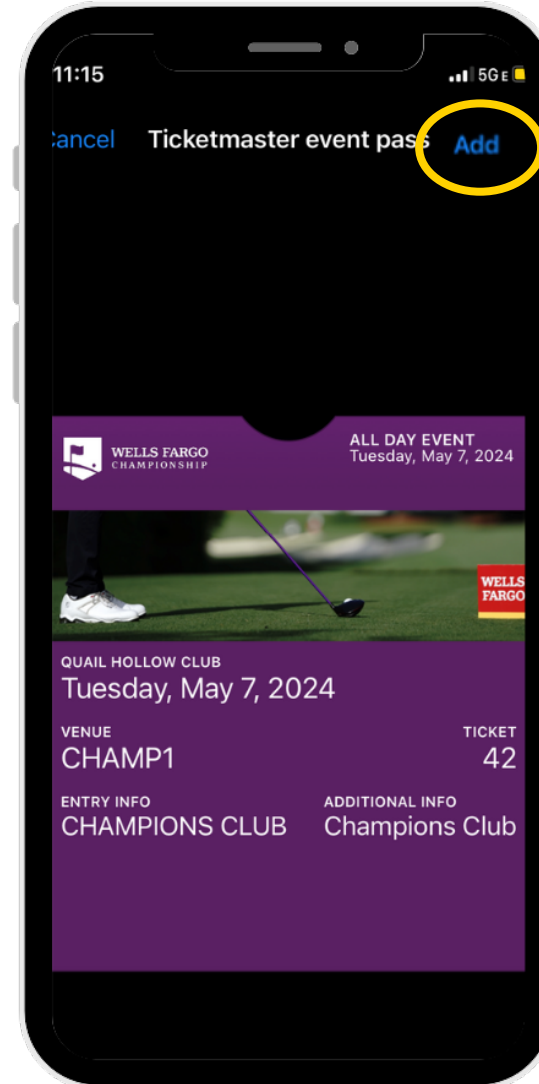 11:15
5G E
Cancel Ticketmaster event pass Add
WELLS FARGO
CHAMPIONSHIP
ALL DAY EVENT
Tuesday, May 7, 2024
WELLS
FARGO
QUAIL HOLLOW CLUB
Tuesday, May 7, 2024
VENUE
CHAMP1
TICKET
42
ENTRY INFO
CHAMPIONS CLUB
ADDITIONAL INFO
Champions Club